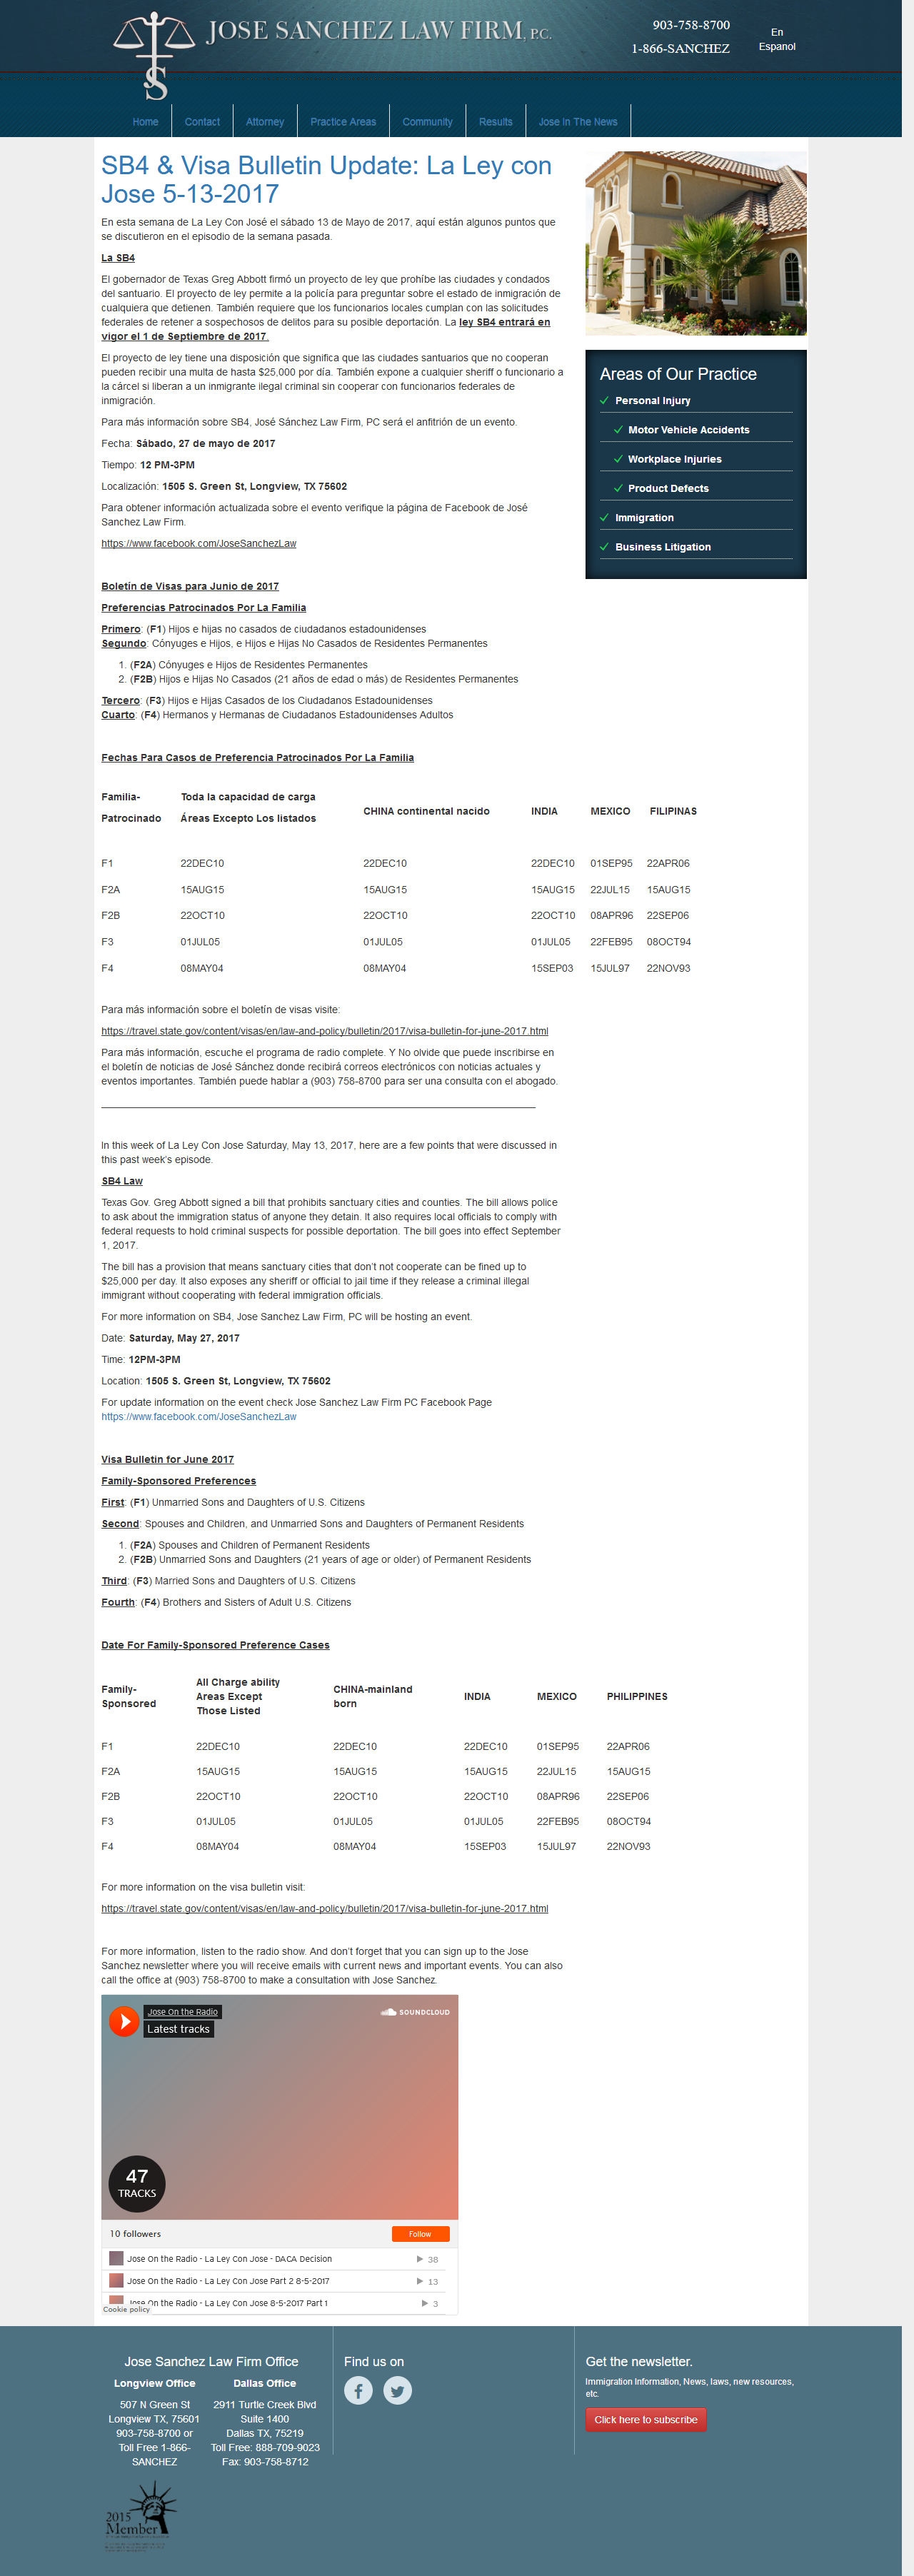 JOSE SANCHEZ LAW FIRM, P.C.
903-758-8700
1-866-SANCHEZ
En
Espanol
Home
Contact
Attorney
Practice Areas
Community
Results
Jose In The News
SB4 & Visa Bulletin Update: La Ley con
Jose 5-13-2017
En esta semana de La Ley Con José el sábado 13 de Mayo de 2017, aquí están algunos puntos que
se discutieron en el episodio de la semana pasada.
La SB4
El gobernador de Texas Greg Abbott firmó un proyecto de ley que prohíbe las ciudades y condados
del santuario. El proyecto de ley permite a la policía para preguntar sobre el estado de inmigración de
cualquiera que detienen. También requiere que los funcionarios locales cumplan con las solicitudes
federales de retener a sospechosos de delitos para su posible deportación. La ley SB4 entrará en
vigor el 1 de Septiembre de 2017.
El proyecto de ley tiene una disposición que significa que las ciudades santuarios que no cooperan
pueden recibir una multa de hasta $25,000 por día. También expone a cualquier sheriff o funcionario a
la cárcel si liberan a un inmigrante ilegal criminal sin cooperar con funcionarios federales de
inmigración.
Para más información sobre SB4, José Sánchez Law Firm, PC será el anfitrión de un evento.
Fecha: Sábado, 27 de mayo de 2017
Tiempo: 12 PM-3PM
Localización: 1505 S. Green St, Longview, TX 75602
Para obtener información actualizada sobre el evento verifique la página de Facebook de José
Sanchez Law Firm.
https://www.facebook.com/JoseSanchezLaw
Boletín de Visas para Junio de 2017
Preferencias Patrocinados Por La Familia
Primero: (F1) Hijos e hijas no casados de ciudadanos estadounidenses
Segundo: Cónyuges e Hijos, e Hijos e Hijas No Casados de Residentes Permanentes
1. (F2A) Cónyuges e Hijos de Residentes Permanentes
2. (F2B) Hijos e Hijas No Casados (21 años de edad o más) de Residentes Permanentes
Tercero: (F3) Hijos e Hijas Casados de los Ciudadanos Estadounidenses
Cuarto: (F4) Hermanos y Hermanas de Ciudadanos Estadounidenses Adultos
Fechas Para Casos de Preferencia Patrocinados Por La Familia
Familia- Toda la capacidad de carga
Patrocinado Áreas Excepto Los listados CHINA continental nacido INDIA MEXICO FILIPINAS
F1 22DEC10 22DEC10 22DEC10 01SEP95 22APR06
F2A 15AUG15 15AUG15 15AUG15 22JUL15 15AUG15
F2B 22OCT10 22OCT10 22OCT10 08APR96 22SEP06
F3 01JUL05 01JUL05 01JUL05 22FEB95 08OCT94
F4 08MAY04 08MAY04 15SEP03 15JUL97 22NOV93
Para más información sobre el boletín de visas visite:
https://travel.state.gov/content/visas/en/law-and-policy/bulletin/2017/visa-bulletin-for-june-2017.html
Para más información, escuche el programa de radio complete. Y No olvide que puede inscribirse en
el boletín de noticias de José Sánchez donde recibirá correos electrónicos con noticias actuales y
eventos importantes. También puede hablar a (903) 758-8700 para ser una consulta con el abogado.
In this week of La Ley Con Jose Saturday, May 13, 2017, here are a few points that were discussed in
this past week's episode.
SB4 Law
Texas Gov. Greg Abbott signed a bill that prohibits sanctuary cities and counties. The bill allows police
to ask about the immigration status of anyone they detain. It also requires local officials to comply with
federal requests to hold criminal suspects for possible deportation. The bill goes into effect September
1, 2017.
The bill has a provision that means sanctuary cities that don't not cooperate can be fined up to
$25,000 per day. It also exposes any sheriff or official to jail time if they release a criminal illegal
immigrant without cooperating with federal immigration officials.
For more information on SB4, Jose Sanchez Law Firm, PC will be hosting an event.
Date: Saturday, May 27, 2017
Time: 12PM-3PM
Location: 1505 S. Green St, Longview, TX 75602
For update information on the event check Jose Sanchez Law Firm PC Facebook Page
https://www.facebook.com/JoseSanchezLaw
Visa Bulletin for June 2017
Family-Sponsored Preferences
First: (F1) Unmarried Sons and Daughters of U.S. Citizens
Second: Spouses and Children, and Unmarried Sons and Daughters of Permanent Residents
1. (F2A) Spouses and Children of Permanent Residents
2. (F2B) Unmarried Sons and Daughters (21 years of age or older) of Permanent Residents
Third: (F3) Married Sons and Daughters of U.S. Citizens
Fourth: (F4) Brothers and Sisters of Adult U.S. Citizens
Date For Family-Sponsored Preference Cases
Family-
Sponsored
All Charge ability
Areas Except
Those Listed
CHINA-mainland
born
INDIA MEXICO PHILIPPINES
F1 22DEC10 22DEC10 22DEC10 01SEP95 22APR06
F2A 15AUG15 15AUG15 15AUG15 22JUL15 15AUG15
F2B 22OCT10 22OCT10 22OCT10 08APR96 22SEP06
F3 01JUL05 01JUL05 01JUL05 22FEB95 08OCT94
F4 08MAY04 08MAY04 15SEP03 15JUL97 22NOV93
For more information on the visa bulletin visit:
https://travel.state.gov/content/visas/en/law-and-policy/bulletin/2017/visa-bulletin-for-june-2017.html
For more information, listen to the radio show. And don't forget that you can sign up to the Jose
Sanchez newsletter where you will receive emails with current news and important events. You can also
call the office at (903) 758-8700 to make a consultation with Jose Sanchez.
Jose On the Radio
Latest tracks
SOUNDCLOUD
47
TRACKS
10 followers
Follow
Jose On the Radio - La Ley Con Jose - DACA Decision 38
Jose On the Radio - La Ley Con Jose Part 2 8-5-2017 13
Jose On the Radio - La Ley Con Jose 8-5-2017 Part 1 3
Cookie policy
Areas of Our Practice
Personal Injury
Motor Vehicle Accidents
Workplace Injuries
Product Defects
Immigration
Business Litigation
Jose Sanchez Law Firm Office
Longview Office
507 N Green St
Longview TX, 75601
903-758-8700 or
Toll Free 1-866-
SANCHEZ
Dallas Office
2911 Turtle Creek Blvd
Suite 1400
Dallas TX, 75219
Toll Free: 888-709-9023
Fax: 903-758-8712
2015
Member
Find us on
Get the newsletter.
Immigration Information, News, laws, new resources,
etc.
Click here to subscribe